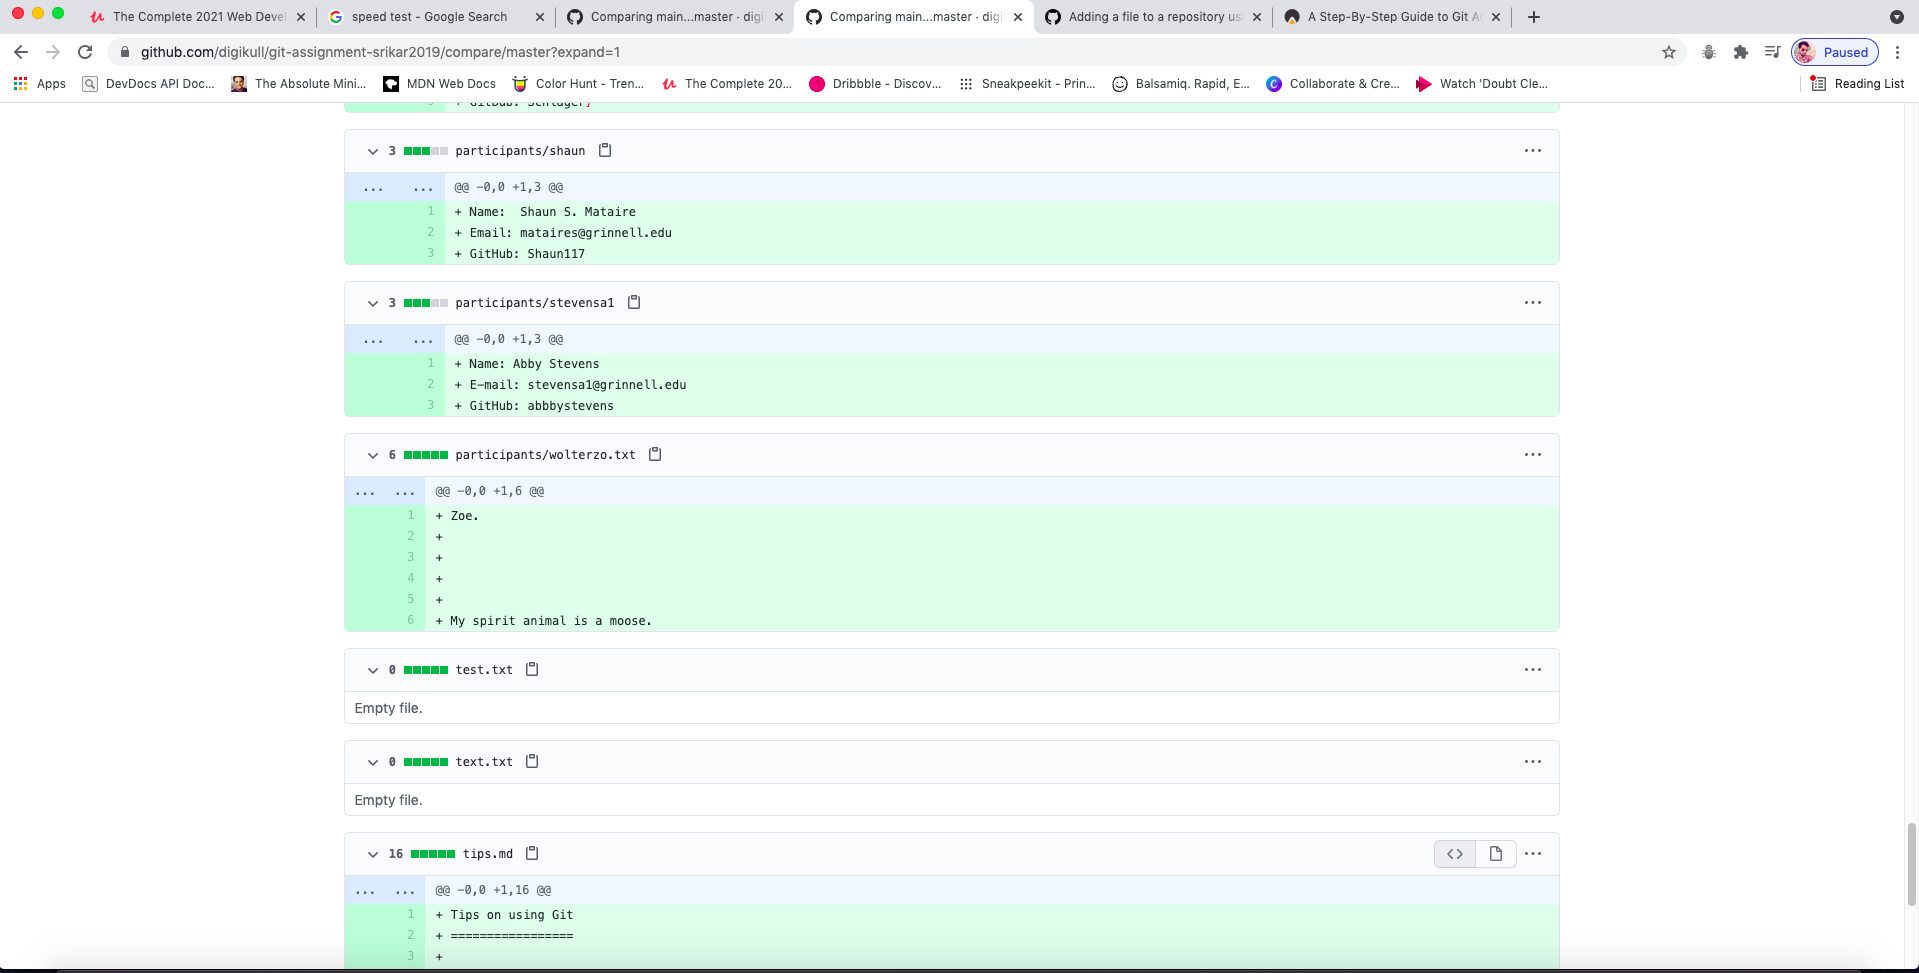 The Complete 2021 Web Devel
speed test - Google Search
Comparing main...master · digi
Comparing main...master · digi
Adding a file to a repository us
A Step-By-Step Guide to Git A
github.com/digikull/git-assignment-srikar2019/compare/master?expand=1
Paused
Apps
DevDocs API Doc...
The Absolute Mini...
MDN Web Docs
Color Hunt - Tren...
The Complete 20...
Dribbble - Discov...
Sneakpeekit - Prin...
Balsamiq. Rapid, E...
Collaborate & Cre...
Watch 'Doubt Cle...
Reading List
3 participants/shaun
... ... @@ -0,0 +1,3 @@
1 + Name:  Shaun S. Mataire
2 + Email: mataires@grinnell.edu
3 + GitHub: Shaun117
3 participants/stevensa1
... ... @@ -0,0 +1,3 @@
1 + Name: Abby Stevens
2 + E-mail: stevensa1@grinnell.edu
3 + GitHub: abbbystevens
6 participants/wolterzo.txt
... ... @@ -0,0 +1,6 @@
1 + Zoe.
2 +
3 +
4 +
5 +
6 + My spirit animal is a moose.
0 test.txt
Empty file.
0 text.txt
Empty file.
16 tips.md
... ... @@ -0,0 +1,16 @@
1 + Tips on using Git
2 + =================
3 +